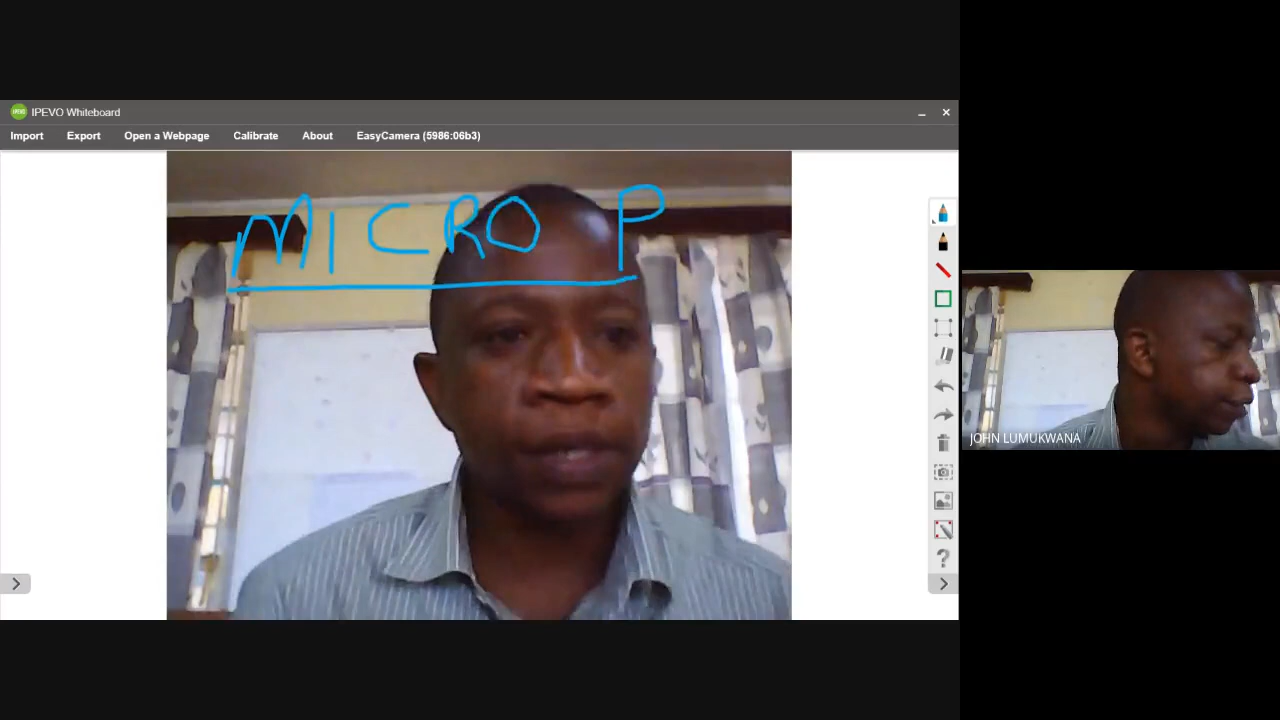 IPEVO Whiteboard
Import Export Open a Webpage Calibrate About EasyCamera (5986:06b3)
MICRO P
JOHN LUMUKWANA